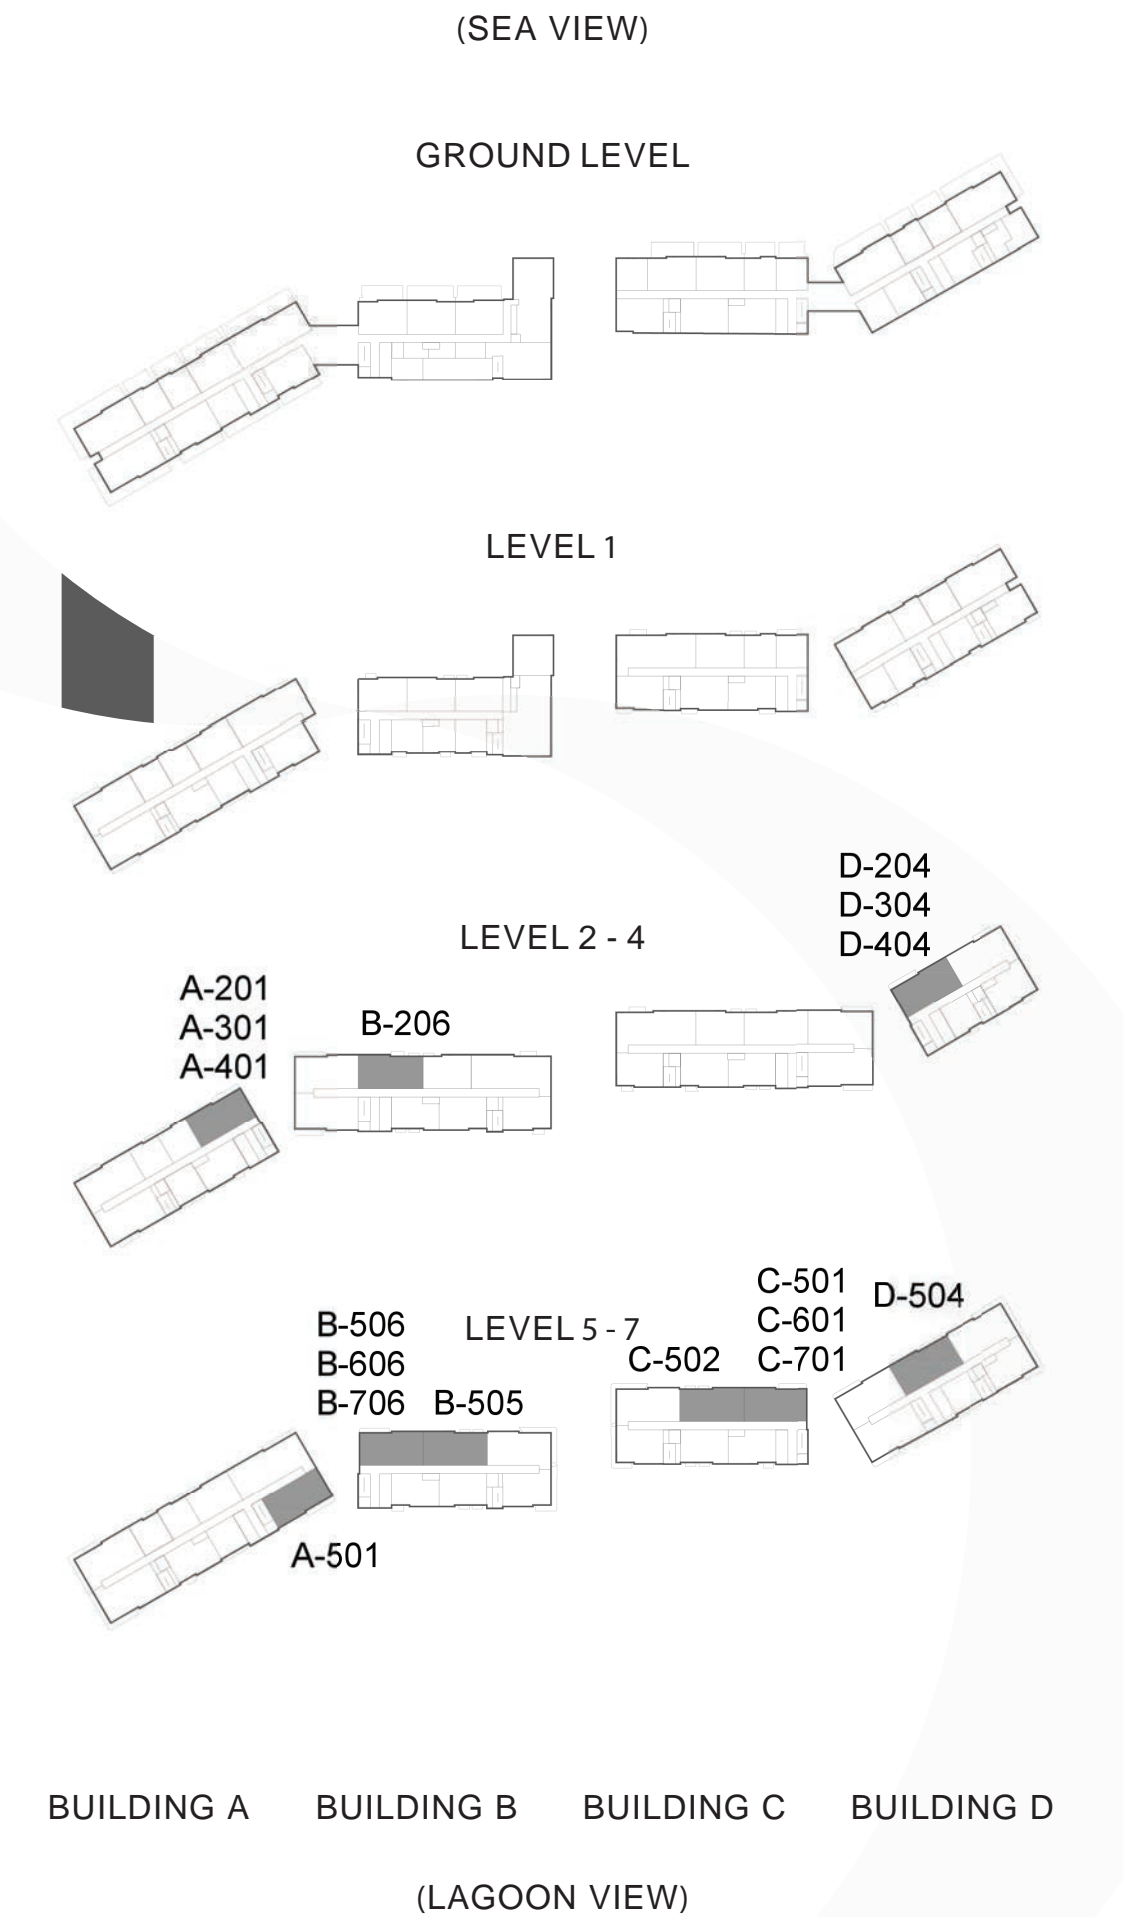 (SEA VIEW)
GROUND LEVEL
LEVEL 1
D-204
D-304
D-404
LEVEL 2 - 4
A-201
A-301
A-401
B-206
C-501
C-601
C-701
D-504
B-506
B-606
B-706
LEVEL 5 - 7
C-502
B-505
A-501
BUILDING A
BUILDING B
BUILDING C
BUILDING D
(LAGOON VIEW)